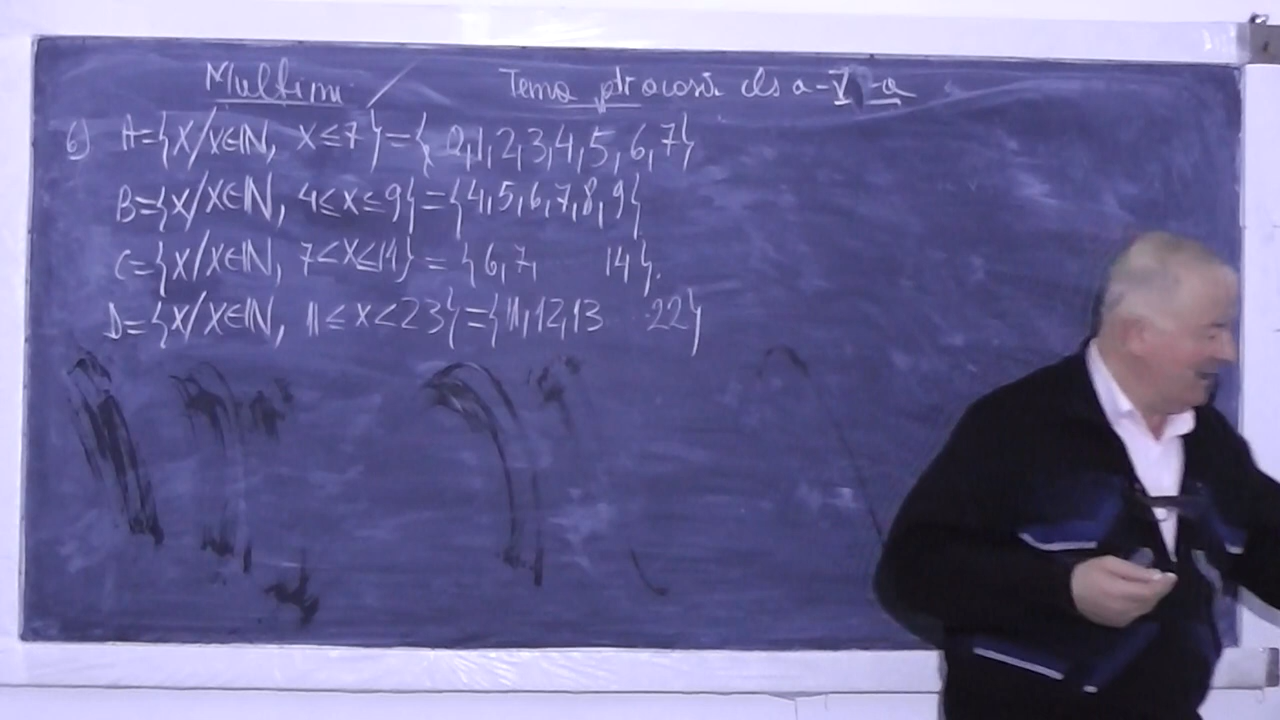 Mulțimi Tema ptr acasă cls a-V-a
6) A={x/x∈ℕ, x≤7}={0,1,2,3,4,5,6,7}
B={x/x∈ℕ, 4≤x≤9}={4,5,6,7,8,9}
C={x/x∈ℕ, 7<x≤14}={6,7, 14}.
D={x/x∈ℕ, 11≤x<23}={11,12,13 22}